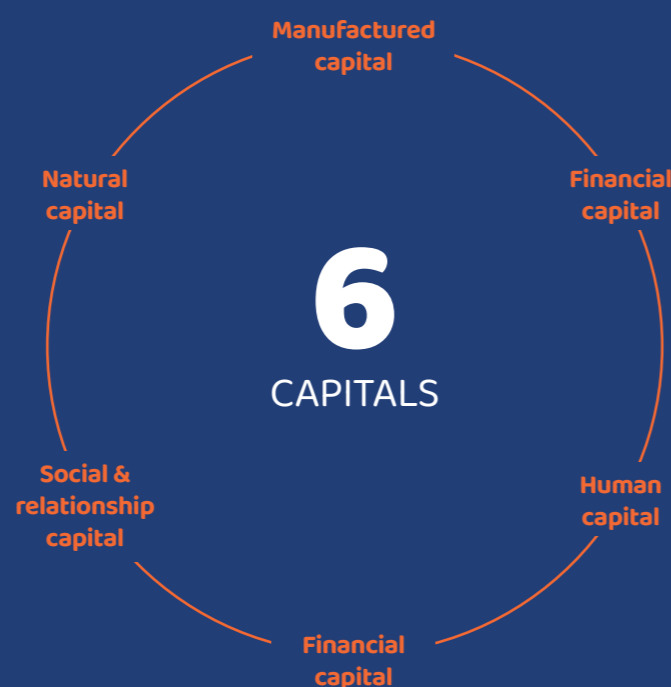 Manufactured
capital
Natural
capital
Financial
capital
6
CAPITALS
Social &
relationship
capital
Human
capital
Financial
capital